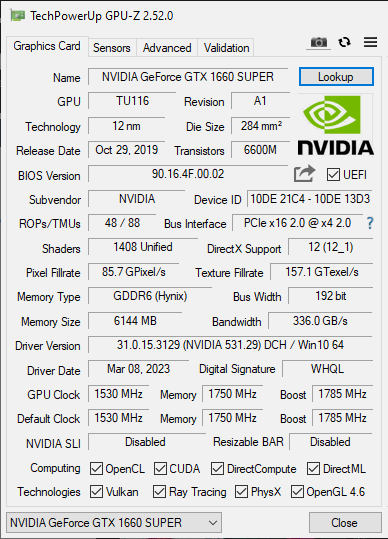 TechPowerUp GPU-Z 2.52.0
Graphics Card Sensors Advanced Validation
Name NVIDIA GeForce GTX 1660 SUPER Lookup
GPU TU116 Revision A1
Technology 12 nm Die Size 284 mm²
Release Date Oct 29, 2019 Transistors 6600M
NVIDIA
BIOS Version 90.16.4F.00.02 UEFI
Subvendor NVIDIA Device ID 10DE 21C4 - 10DE 13D3
ROPs/TMUs 48 / 88 Bus Interface PCIe x16 2.0 @ x4 2.0 ?
Shaders 1408 Unified DirectX Support 12 (12_1)
Pixel Fillrate 85.7 GPixel/s Texture Fillrate 157.1 GTexel/s
Memory Type GDDR6 (Hynix) Bus Width 192 bit
Memory Size 6144 MB Bandwidth 336.0 GB/s
Driver Version 31.0.15.3129 (NVIDIA 531.29) DCH / Win10 64
Driver Date Mar 08, 2023 Digital Signature WHQL
GPU Clock 1530 MHz Memory 1750 MHz Boost 1785 MHz
Default Clock 1530 MHz Memory 1750 MHz Boost 1785 MHz
NVIDIA SLI Disabled Resizable BAR Disabled
Computing OpenCL CUDA DirectCompute DirectML
Technologies Vulkan Ray Tracing PhysX OpenGL 4.6
NVIDIA GeForce GTX 1660 SUPER Close